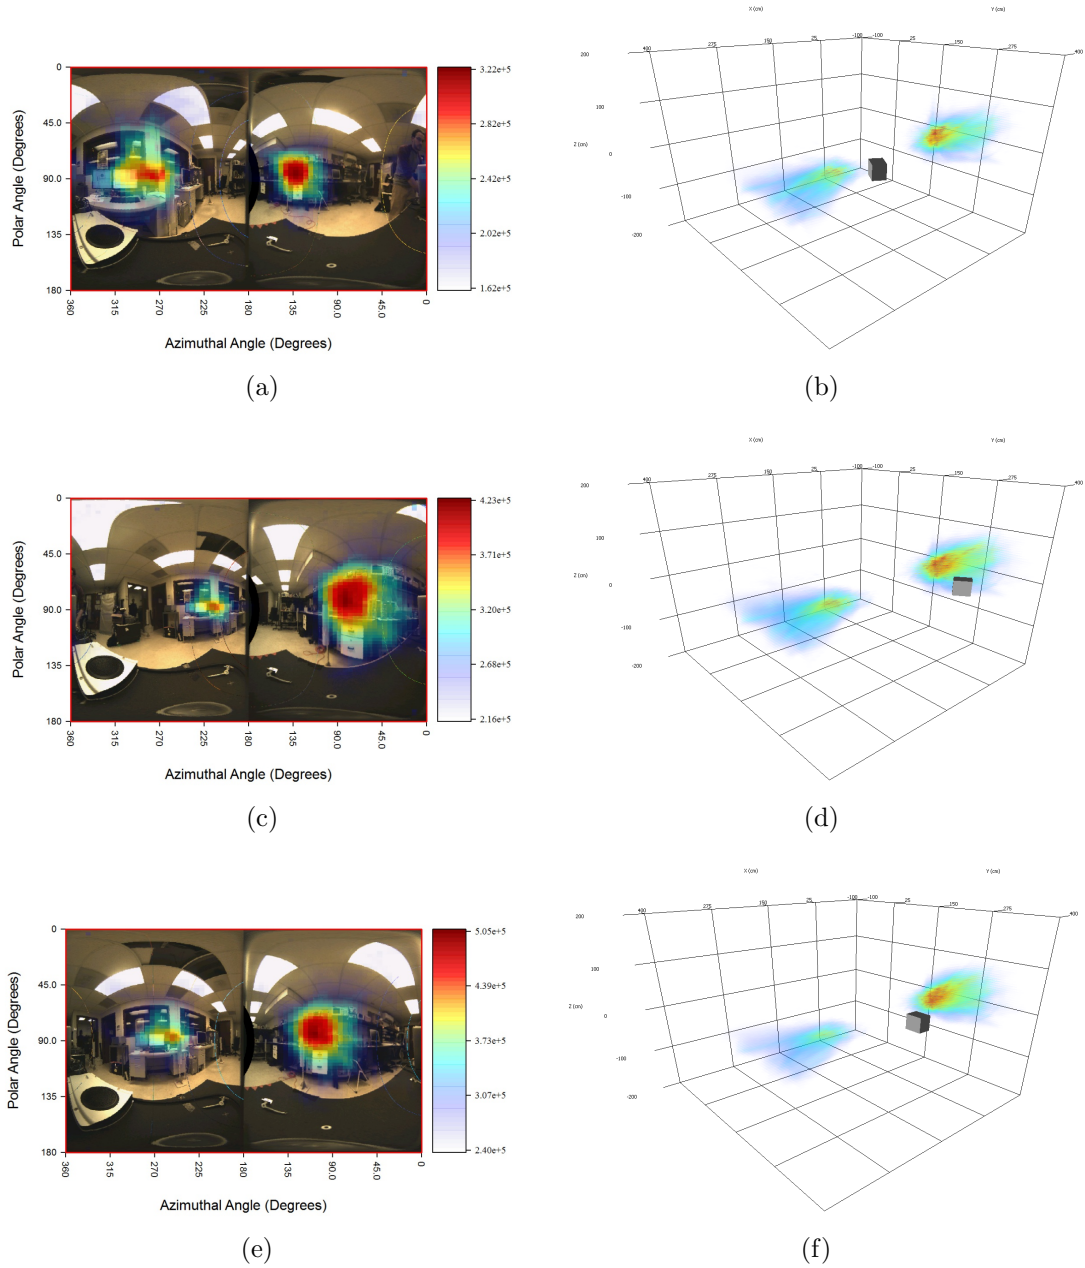 X (cm)
Y (cm)
0
45.0
90.0
135
180
Polar Angle (Degrees)
360
315
270
225
180
135
90.0
45.0
0
Azimuthal Angle (Degrees)
3.22e+5
2.82e+5
2.42e+5
2.02e+5
1.62e+5
200
100
Z (cm)
0
-100
-200
400
275
150
25
-100
-100
25
150
275
400
(a)
(b)
X (cm)
Y (cm)
0
45.0
90.0
135
180
Polar Angle (Degrees)
360
315
270
225
180
135
90.0
45.0
0
Azimuthal Angle (Degrees)
4.23e+5
3.71e+5
3.20e+5
2.68e+5
2.16e+5
200
100
Z (cm)
0
-100
-200
400
275
150
25
-100
-100
25
150
275
400
(c)
(d)
X (cm)
Y (cm)
0
45.0
90.0
135
180
Polar Angle (Degrees)
360
315
270
225
180
135
90.0
45.0
0
Azimuthal Angle (Degrees)
5.05e+5
4.39e+5
3.73e+5
3.07e+5
2.40e+5
200
100
Z (cm)
0
-100
-200
400
275
150
25
-100
-100
25
150
275
400
(e)
(f)